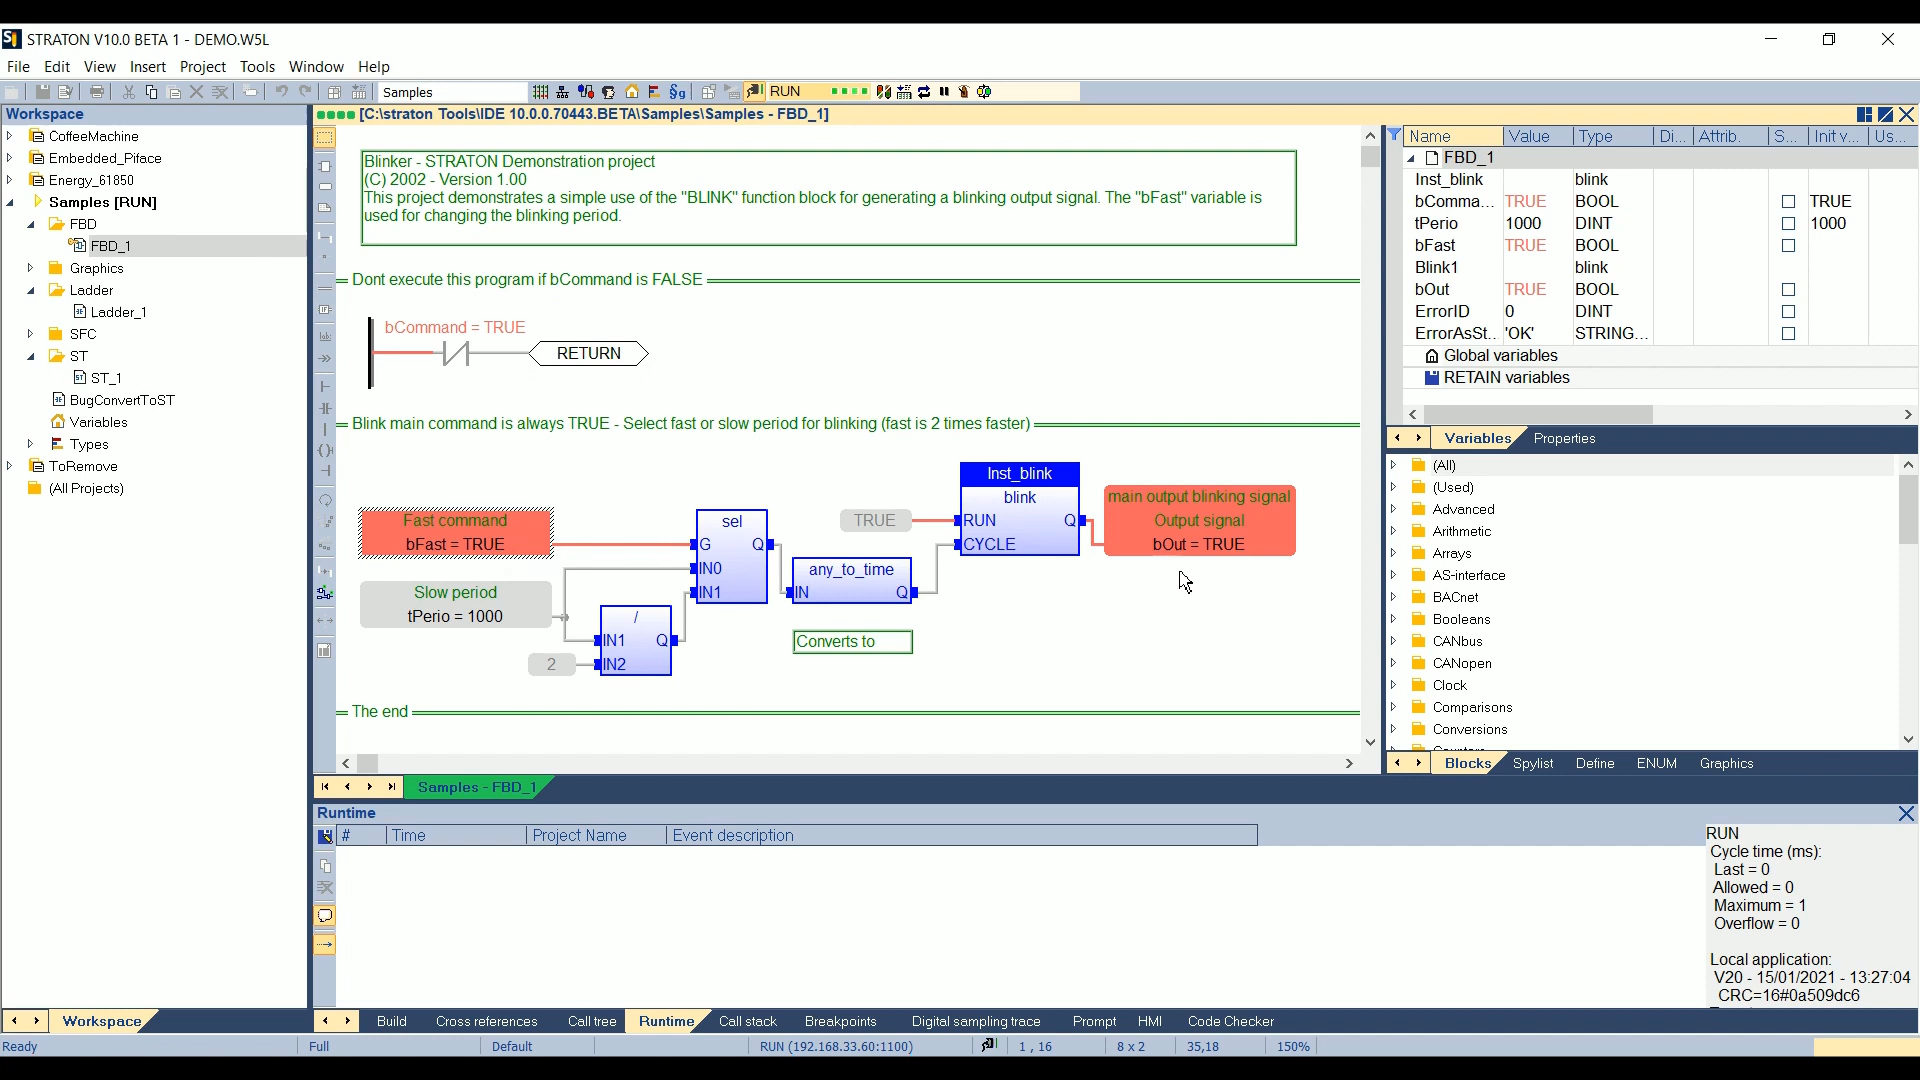 STRATON V10.0 BETA 1 - DEMO.W5L
File Edit View Insert Project Tools Window Help
Samples RUN
Workspace
CoffeeMachine
Embedded_Piface
Energy_61850
Samples [RUN]
FBD
FBD_1
Graphics
Ladder
Ladder_1
SFC
ST
ST_1
BugConvertToST
Variables
Types
ToRemove
(All Projects)
Workspace
[C:\straton Tools\IDE 10.0.0.70443.BETA\Samples\Samples - FBD_1]
Blinker - STRATON Demonstration project
(C) 2002 - Version 1.00
This project demonstrates a simple use of the "BLINK" function block for generating a blinking output signal. The "bFast" variable is
used for changing the blinking period.
Dont execute this program if bCommand is FALSE
bCommand = TRUE
RETURN
Blink main command is always TRUE - Select fast or slow period for blinking (fast is 2 times faster)
Fast command
bFast = TRUE
Slow period
tPerio = 1000
2
/
IN1 Q
IN2
sel
G Q
IN0
IN1
any_to_time
IN Q
Converts to
TRUE
Inst_blink
blink
RUN Q
CYCLE
main output blinking signal
Output signal
bOut = TRUE
The end
Samples - FBD_1
Name Value Type Di... Attrib. S... Init v... Us...
FBD_1
Inst_blink blink
bComma... TRUE BOOL TRUE
tPerio 1000 DINT 1000
bFast TRUE BOOL
Blink1 blink
bOut TRUE BOOL
ErrorID 0 DINT
ErrorAsSt... 'OK' STRING...
Global variables
RETAIN variables
Variables Properties
(All)
(Used)
Advanced
Arithmetic
Arrays
AS-interface
BACnet
Booleans
CANbus
CANopen
Clock
Comparisons
Conversions
Counters
Blocks Spylist Define ENUM Graphics
Runtime
# Time Project Name Event description
RUN
Cycle time (ms):
Last = 0
Allowed = 0
Maximum = 1
Overflow = 0
Local application:
V20 - 15/01/2021 - 13:27:04
CRC=16#0a509dc6
Build Cross references Call tree Runtime Call stack Breakpoints Digital sampling trace Prompt HMI Code Checker
Ready Full Default RUN (192.168.33.60:1100) 1 , 16 8 x 2 35,18 150%